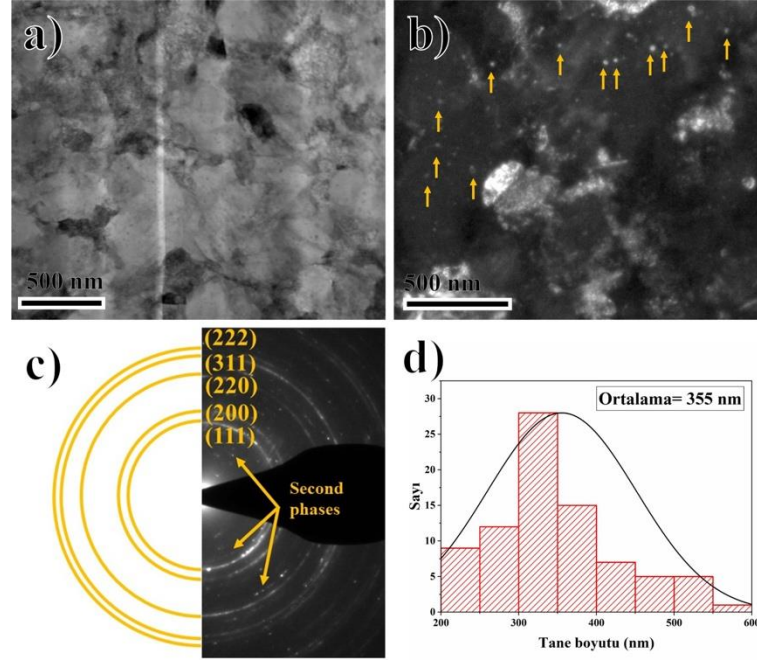 a)
500 nm
b)
500 nm
c)
(222)
(311)
(220)
(200)
(111)
Second
phases
d)
Ortalama= 355 nm
Sayı
30
25
20
15
10
5
0
200
300
400
500
600
Tane boyutu (nm)